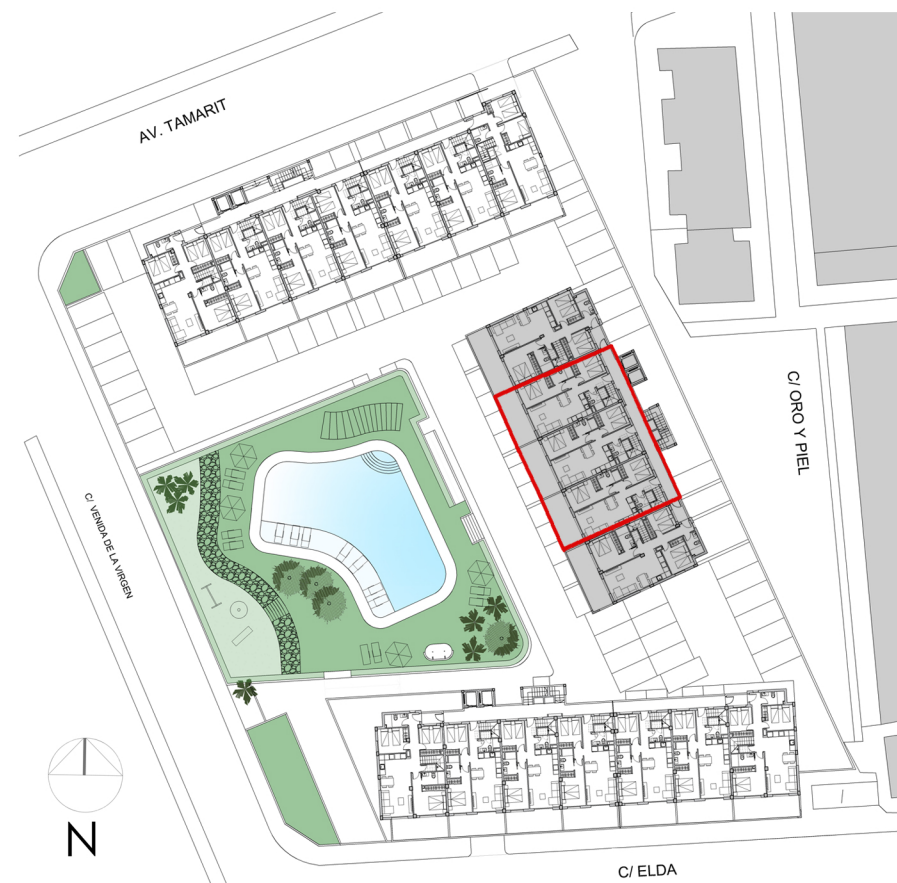 AV. TAMARIT
C/ ORO Y PIEL
C/ VENIDA DE LA VIRGEN
N
C/ ELDA